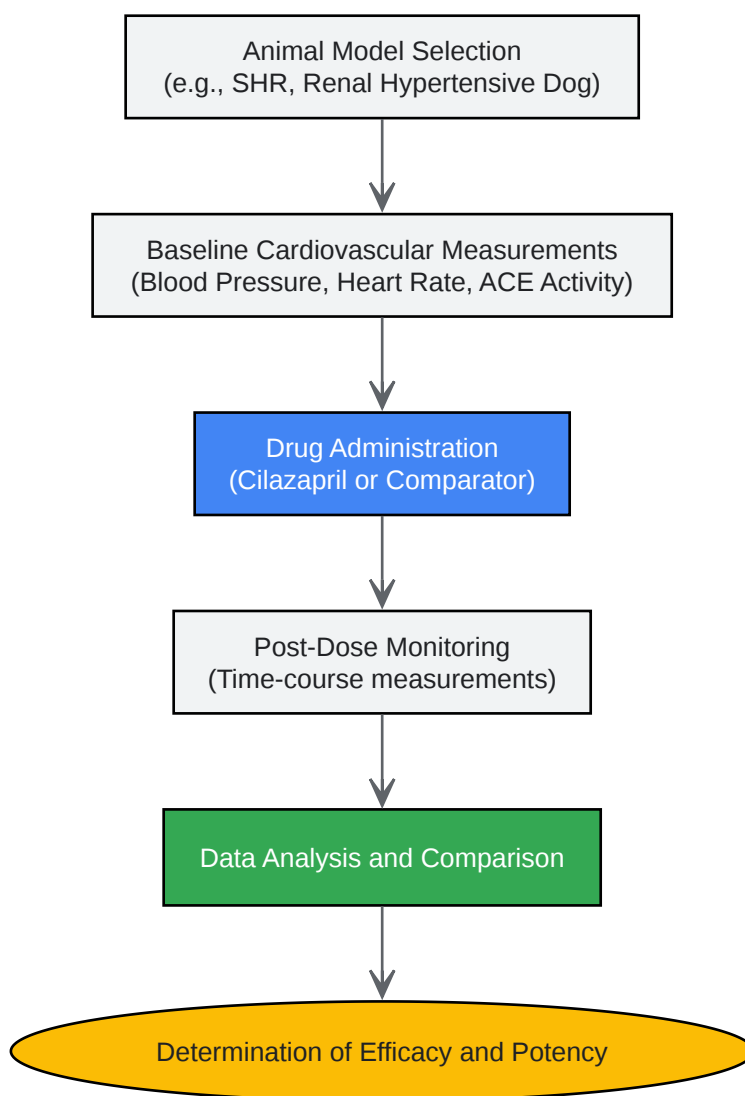 Animal Model Selection
(e.g., SHR, Renal Hypertensive Dog)
Baseline Cardiovascular Measurements
(Blood Pressure, Heart Rate, ACE Activity)
Drug Administration
(Cilazapril or Comparator)
Post-Dose Monitoring
(Time-course measurements)
Data Analysis and Comparison
Determination of Efficacy and Potency